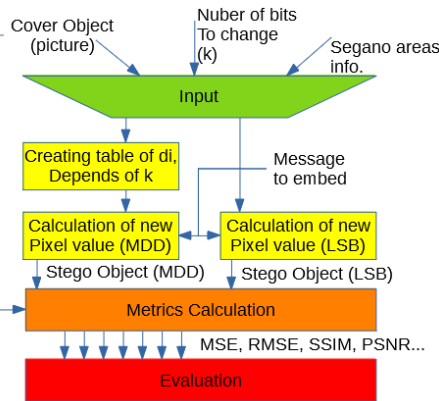 Cover Object
(picture)
Nuber of bits
To change
(k)
Segano areas
info.
Input
Creating table of di,
Depends of k
Message
to embed
Calculation of new
Pixel value (MDD)
Calculation of new
Pixel value (LSB)
Stego Object (MDD)
Stego Object (LSB)
Metrics Calculation
MSE, RMSE, SSIM, PSNR...
Evaluation